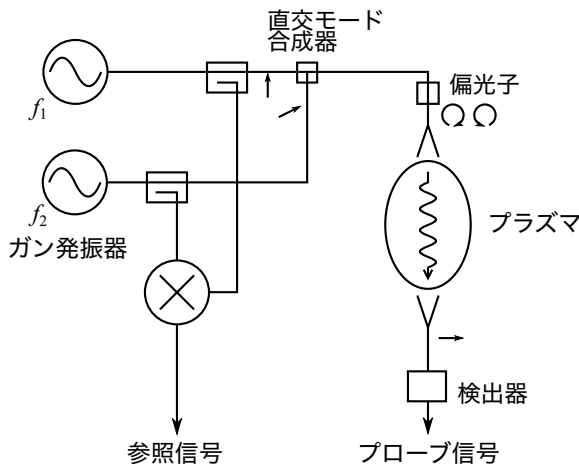 直交モード
合成器
偏光子
f1
f2
ガン発振器
プラズマ
検出器
参照信号
プローブ信号